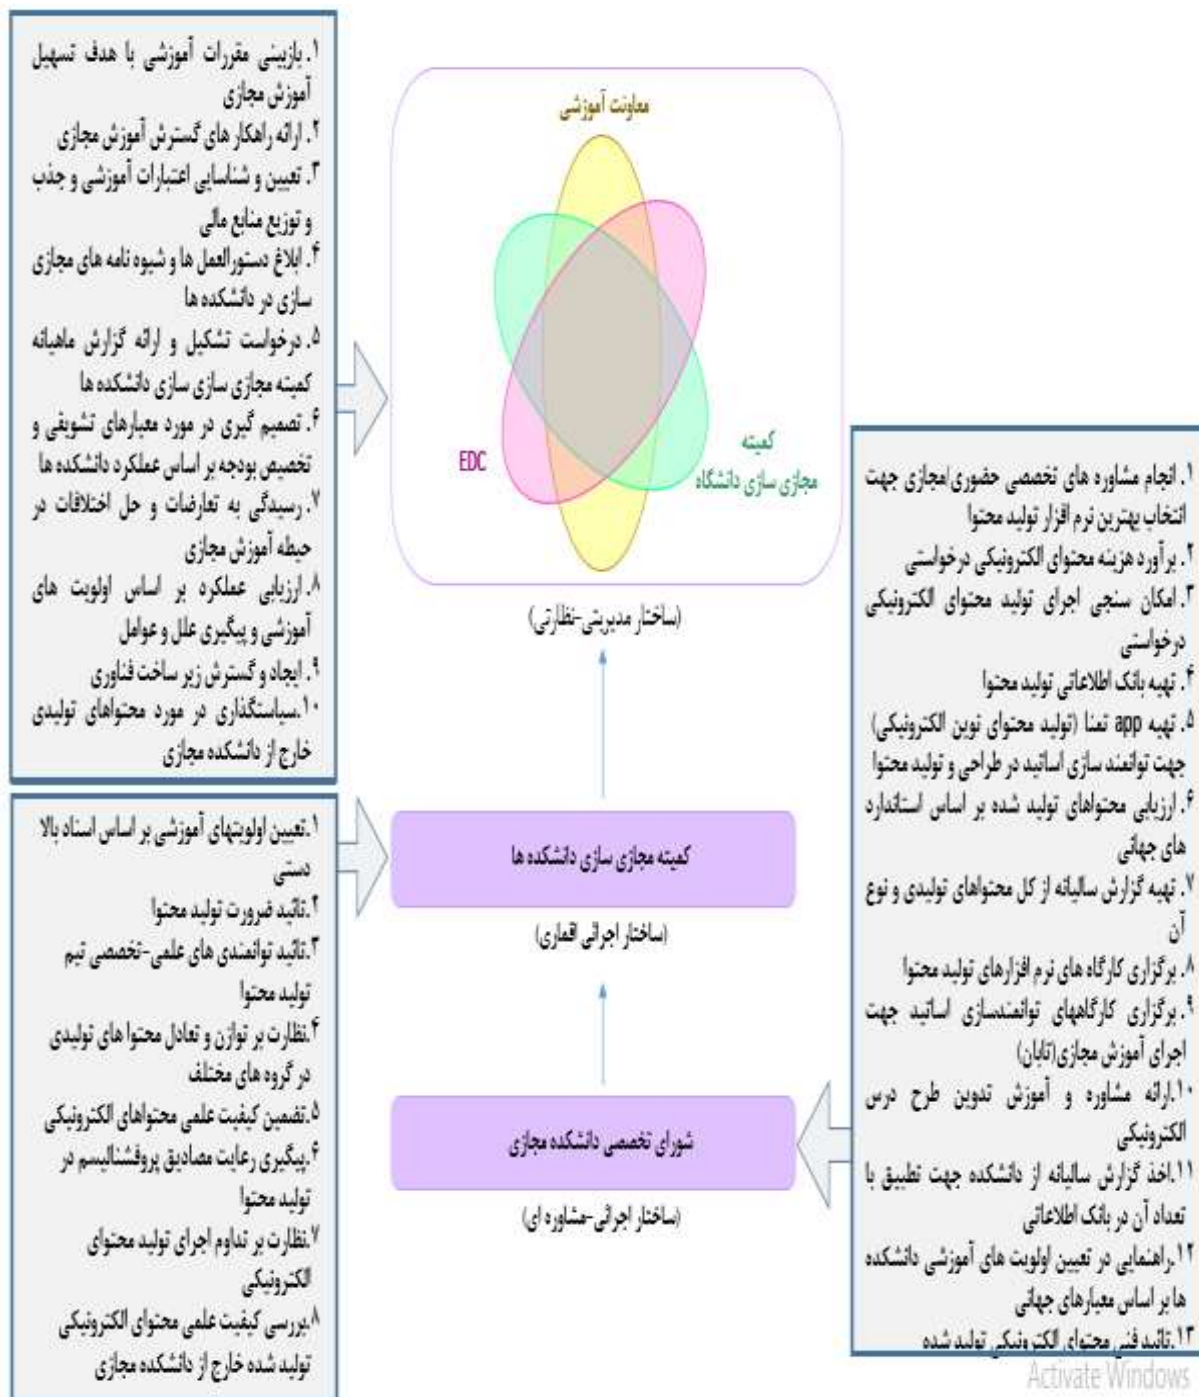 ۱. بازبینی مقررات آموزشی با هدف تسهیل
آموزش مجازی
۲. ارائه راهکار های گسترش آموزش مجازی
۳. تعیین و شناسایی اعتبارات آموزشی و جذب
و توزیع منابع مالی
۴. ابلاغ دستورالعمل ها و شیوه نامه های مجازی
سازی در دانشکده ها
۵. درخواست تشکیل و ارائه گزارش ماهیانه
کمیته مجازی سازی سازی دانشکده ها
۶. تصمیم گیری در مورد معیارهای تشویقی و
تخصیص بودجه بر اساس عملکرد دانشکده ها
۷. رسیدگی به تعارضات و حل اختلافات در
حیطه آموزش مجازی
۸. ارزیابی عملکرد بر اساس اولویت های
آموزشی و پیگیری علل و عوامل
۹. ایجاد و گسترش زیر ساخت فناوری
۱۰.سیاستگذاری در مورد محتواهای تولیدی
خارج از دانشکده مجازی
معاونت آموزشی
EDC
کمیته
مجازی سازی دانشگاه
(ساختار مدیریتی-نظارتی)
۱.تعیین اولویتهای آموزشی بر اساس اسناد بالا
دستی
۲.تائید ضرورت تولید محتوا
۳.تائید توانمندی های علمی-تخصصی تیم
تولید محتوا
۴.نظارت بر توازن و تعادل محتوا های تولیدی
در گروه های مختلف
۵.تضمین کیفیت علمی محتواهای الکترونیکی
۶.پیگیری رعایت مصادیق پروفشنالیسم در
تولید محتوا
۷.نظارت بر تداوم اجرای تولید محتوای
الکترونیکی
۸.بررسی کیفیت علمی محتوای الکترونیکی
تولید شده خارج از دانشکده مجازی
کمیته مجازی سازی دانشکده ها
(ساختار اجرائی اقماری)
شورای تخصصی دانشکده مجازی
(ساختار اجرائی-مشاوره ای)
۱. انجام مشاوره های تخصصی حضوری/مجازی جهت
انتخاب بهترین نرم افزار تولید محتوا
۲. برآورد هزینه محتوای الکترونیکی درخواستی
۳. امکان سنجی اجرای تولید محتوای الکترونیکی
درخواستی
۴. تهیه بانک اطلاعاتی تولید محتوا
۵. تهیه app تمنا (تولید محتوای نوین الکترونیکی)
جهت توانمند سازی اساتید در طراحی و تولید محتوا
۶. ارزیابی محتواهای تولید شده بر اساس استاندارد
های جهانی
۷. تهیه گزارش سالیانه از کل محتواهای تولیدی و نوع
آن
۸. برگزاری کارگاه های نرم افزارهای تولید محتوا
۹. برگزاری کارگاههای توانمندسازی اساتید جهت
اجرای آموزش مجازی(تابان)
۱۰.ارائه مشاوره و آموزش تدوین طرح درس
الکترونیکی
۱۱.اخذ گزارش سالیانه از دانشکده جهت تطبیق با
تعداد آن در بانک اطلاعاتی
۱۲.راهنمایی در تعیین اولویت های آموزشی دانشکده
ها بر اساس معیارهای جهانی
۱۳.تائید فنی محتوای الکترونیکی تولید شده
Activate Windows